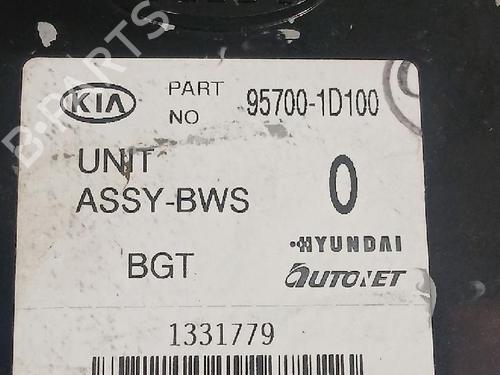 KIA PART NO 95700-1D100
UNIT
ASSY-BWS 0
HYUNDAI
BGT AUTONET
1331779
B-PARTS